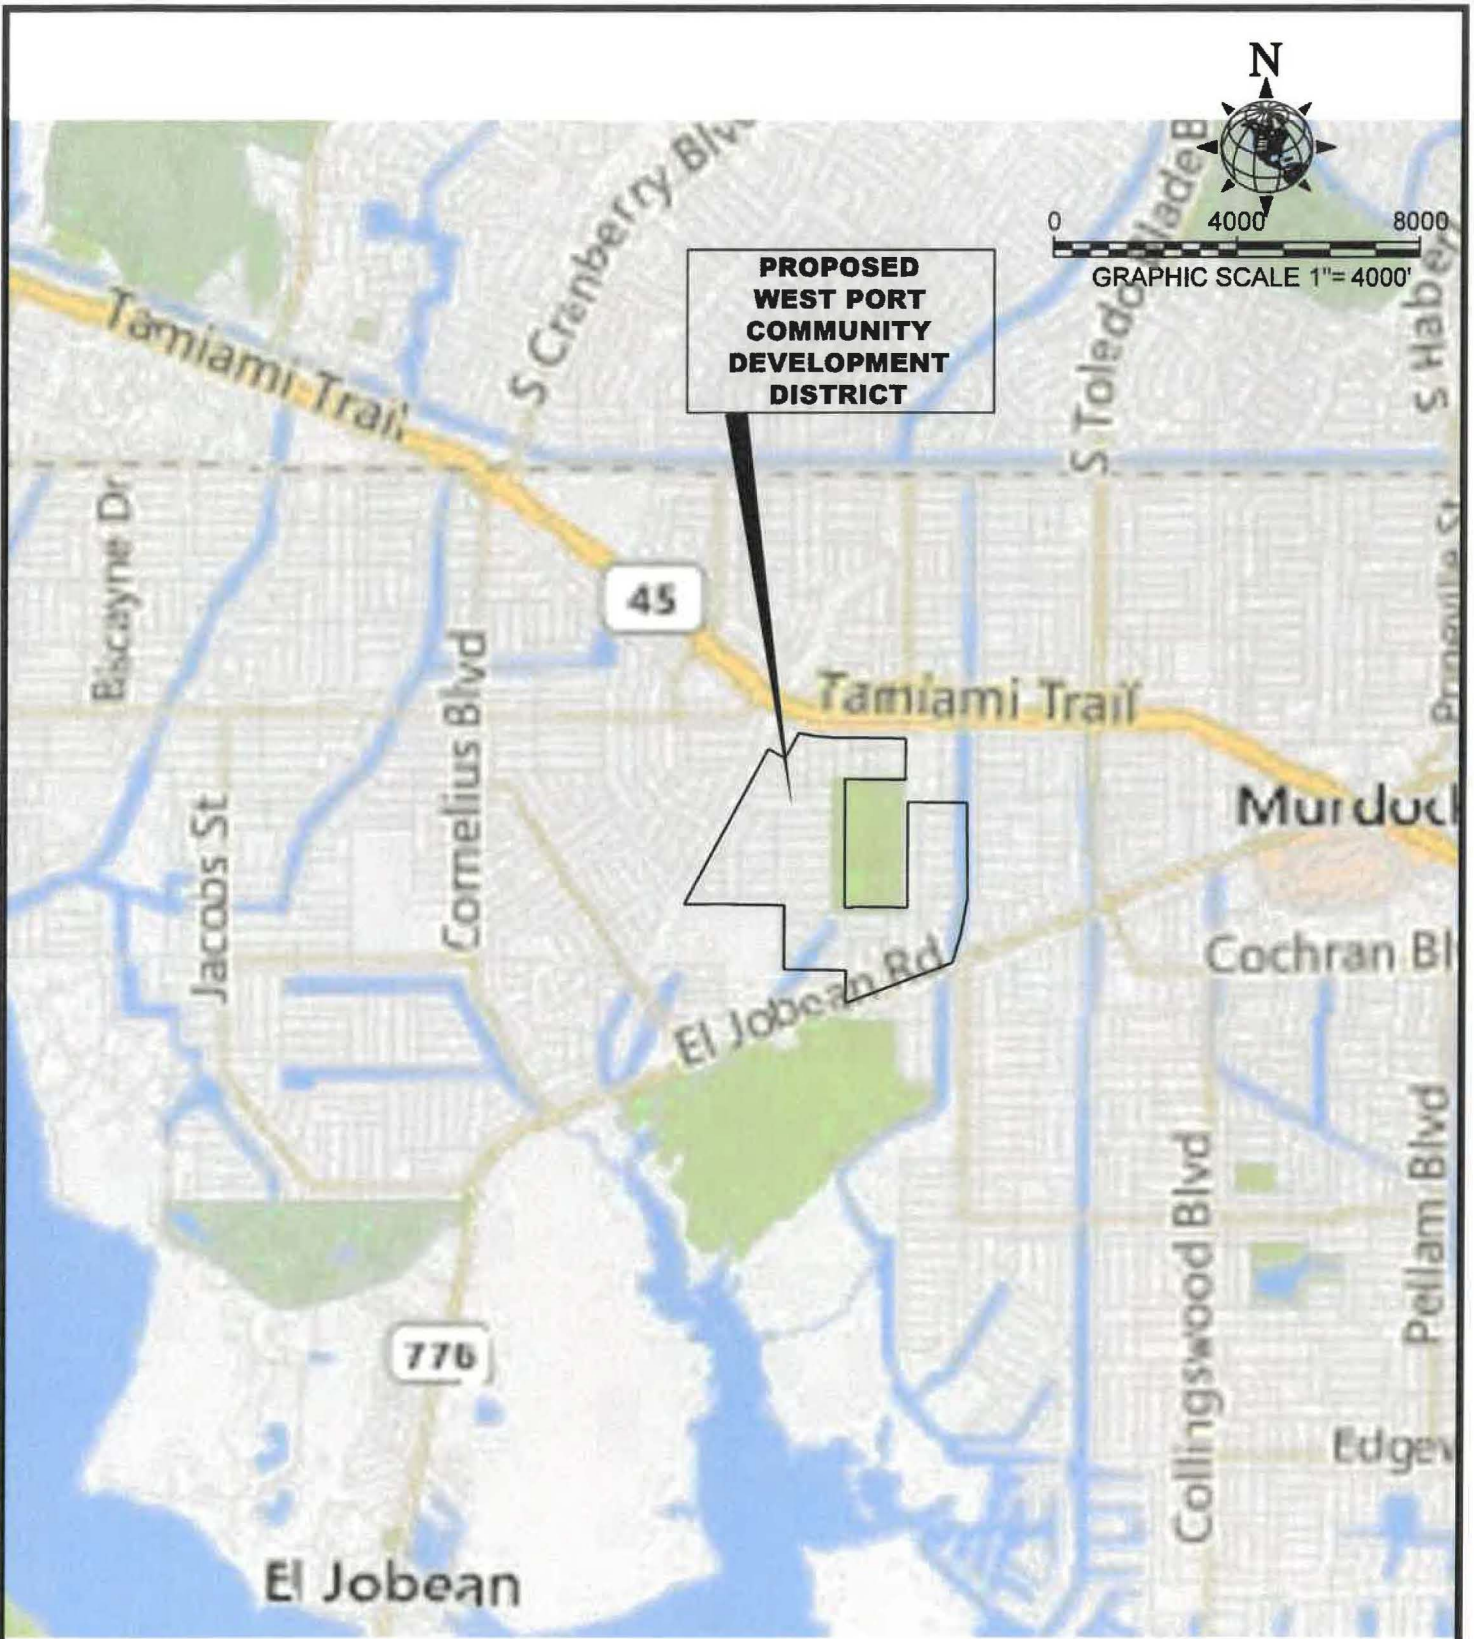 N
0 4000' 8000
GRAPHIC SCALE 1"= 4000'
S Cranberry Blvd
S Toledo Blade B
S Haber
PROPOSED
WEST PORT
COMMUNITY
DEVELOPMENT
DISTRICT
Tamiami Trail
Biscayne Dr
45
Cornelius Blvd
Tamiami Trail
Murdock
Jacobs St
El Jobean Rd
Cochran Bl
Collingswood Blvd
Pellam Blvd
776
Edgew
El Jobean